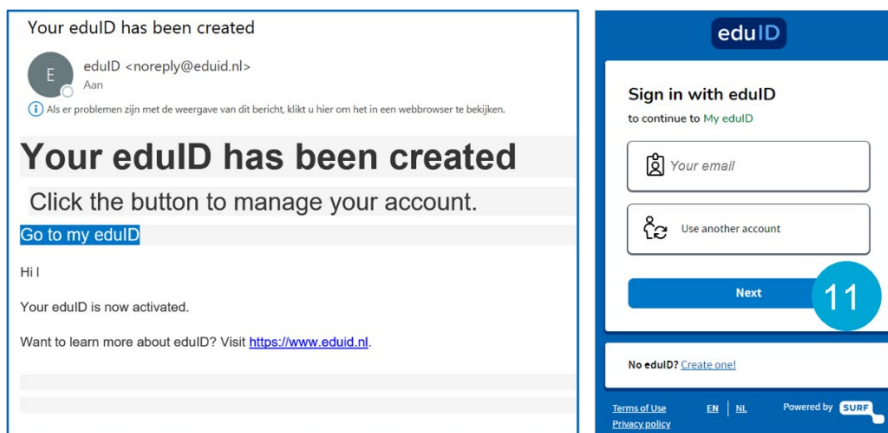 Your eduID has been created
E
eduID <noreply@eduid.nl>
Aan
Als er problemen zijn met de weergave van dit bericht, klikt u hier om het in een webbrowser te bekijken.
Your eduID has been created
Click the button to manage your account.
Go to my eduID
Hi I
Your eduID is now activated.
Want to learn more about eduID? Visit https://www.eduid.nl.
eduID
Sign in with eduID
to continue to My eduID
Your email
Use another account
Next
11
No eduID? Create one!
Terms of Use
EN | NL
Powered by SURF
Privacy policy